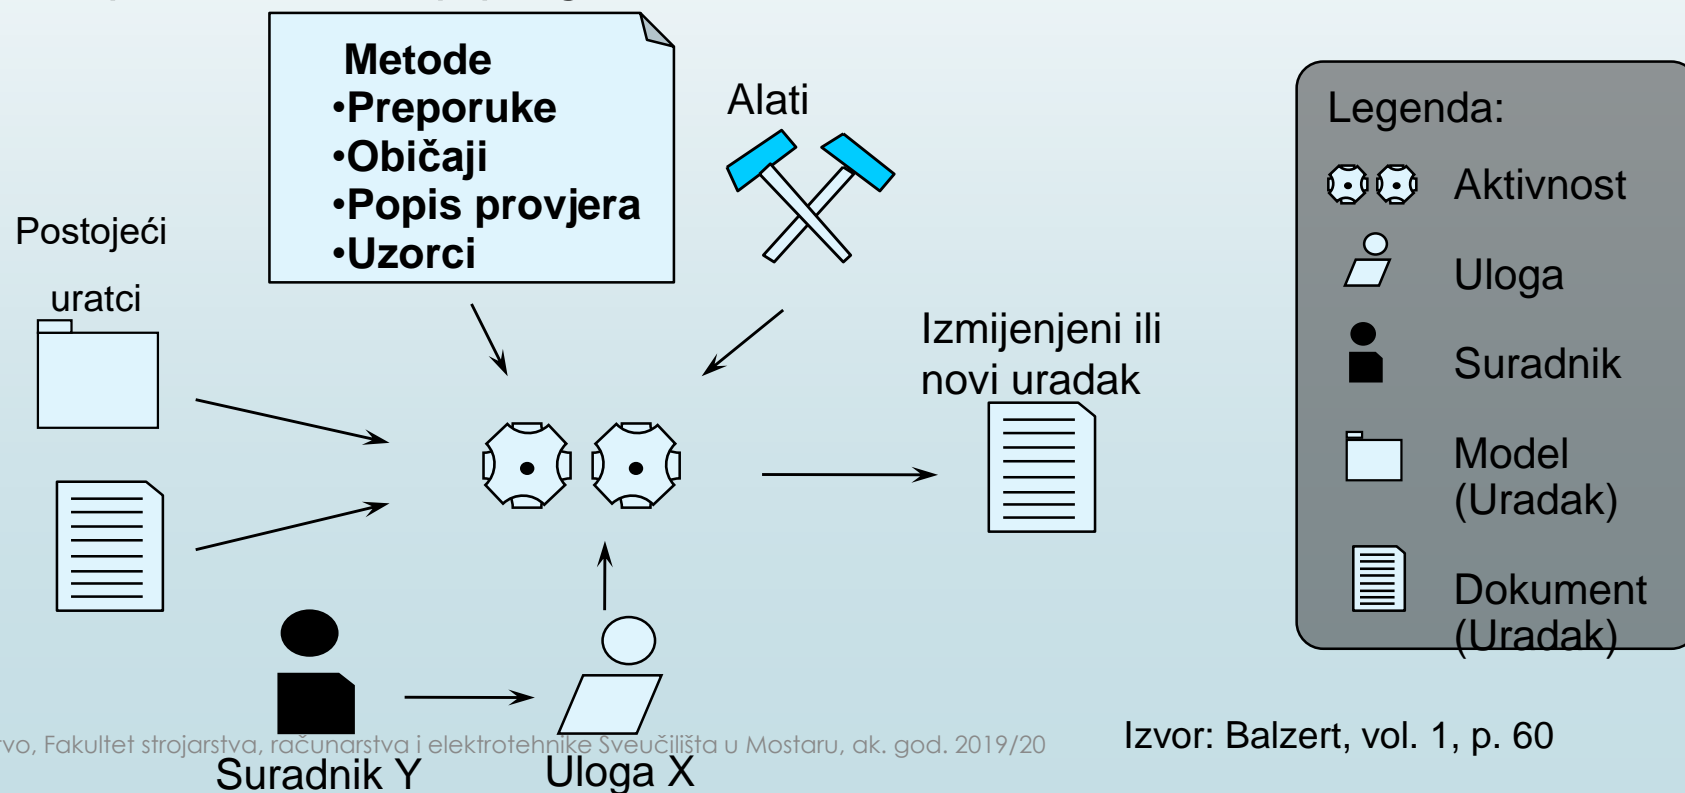 Metode
•Preporuke
•Običaji
•Popis provjera
•Uzorci
Alati
Postojeći
uratci
Izmijenjeni ili
novi uradak
Legenda:
Aktivnost
Uloga
Suradnik
Model
(Uradak)
Dokument
(Uradak)
vo, Fakultet strojarstva, računarstva i elektrotehnike Sveučilišta u Mostaru, ak. god. 2019/20
Suradnik Y
Uloga X
Izvor: Balzert, vol. 1, p. 60